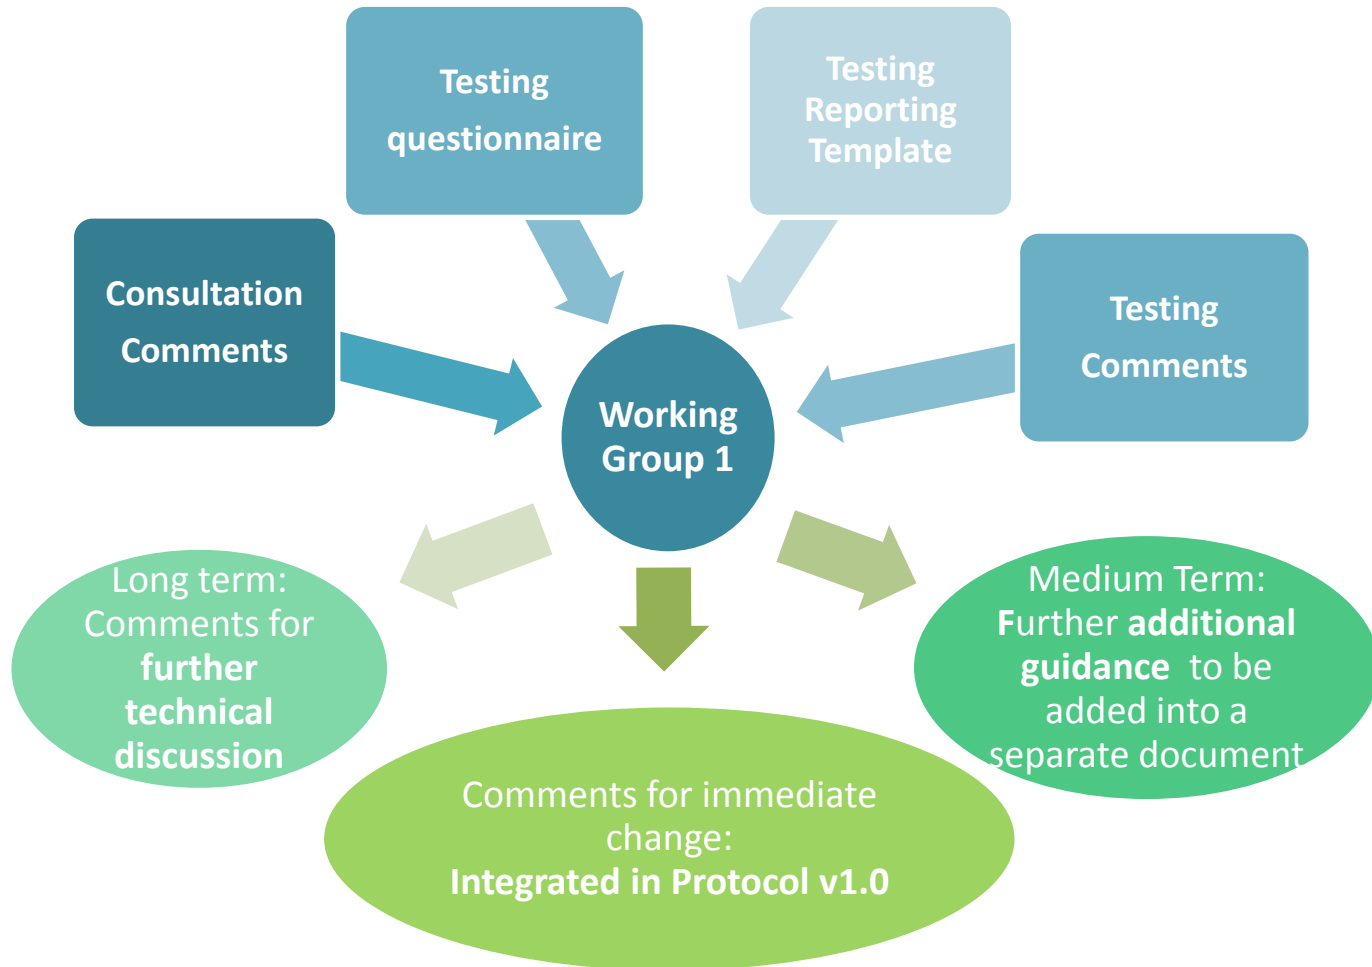 Testing
questionnaire
Testing
Reporting
Template
Consultation
Comments
Testing
Comments
Working
Group 1
Long term:
Comments for
further
technical
discussion
Medium Term:
Further additional
guidance to be
added into a
separate document
Comments for immediate
change:
Integrated in Protocol v1.0